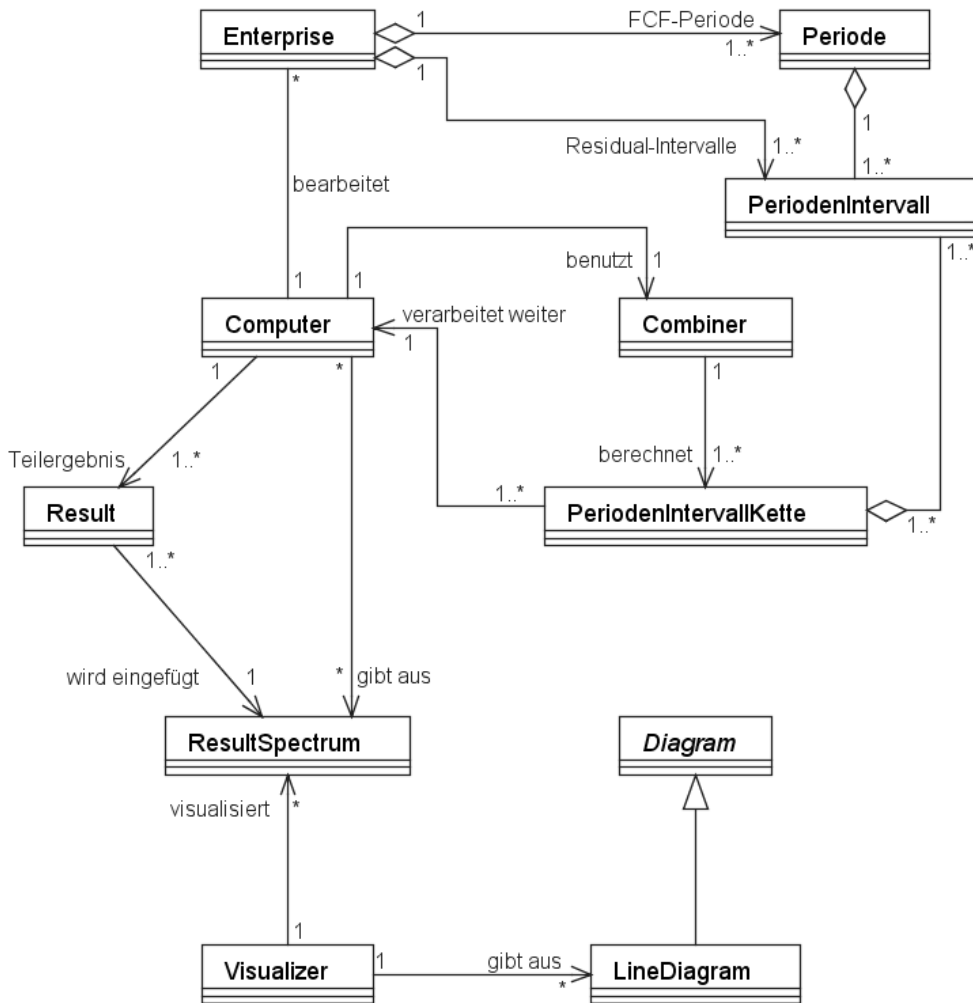 Enterprise
1
FCF-Periode
1..*
Periode
1
*
Residual-Intervalle
1..*
1
1..*
PeriodenIntervall
bearbeitet
1
1
benutzt
1
1..*
Computer
verarbeitet weiter
1
Combiner
1
*
1
Teilergebnis
1..*
berechnet
1..*
Result
1..*
1..*
PeriodenIntervallKette
1..*
wird eingefügt
1
*
gibt aus
ResultSpectrum
Diagram
visualisiert
*
1
Visualizer
1
gibt aus
*
LineDiagram